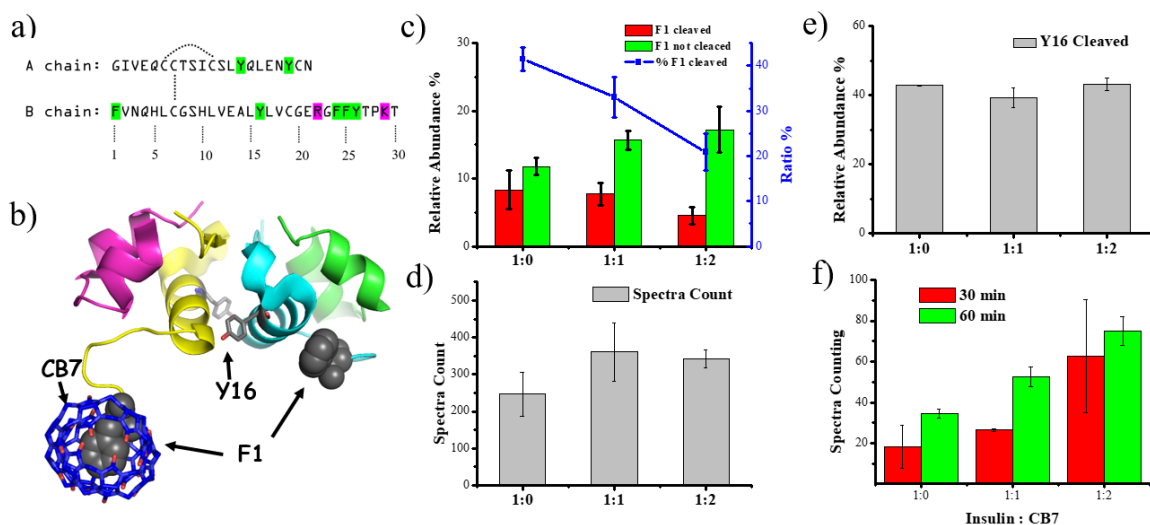 a)
A chain: GIVEQCCTSICSLYQLENYCN
B chain: FVNQHLCGSHLVEALYLVCGERGFFYTPKT
1 5 10 15 20 25 30
b)
CB7
Y16
F1
c)
F1 cleaved
F1 not cleaced
% F1 cleaved
Relative Abundance %
30
20
10
0
Ratio %
40
30
20
10
0
1:0 1:1 1:2
d)
Spectra Count
Spectra Count
500
400
300
200
100
0
1:0 1:1 1:2
e)
Y16 Cleaved
Relative Abundance %
60
40
20
0
1:0 1:1 1:2
f)
30 min
60 min
Spectra Counting
100
80
60
40
20
1:0 1:1 1:2
Insulin : CB7